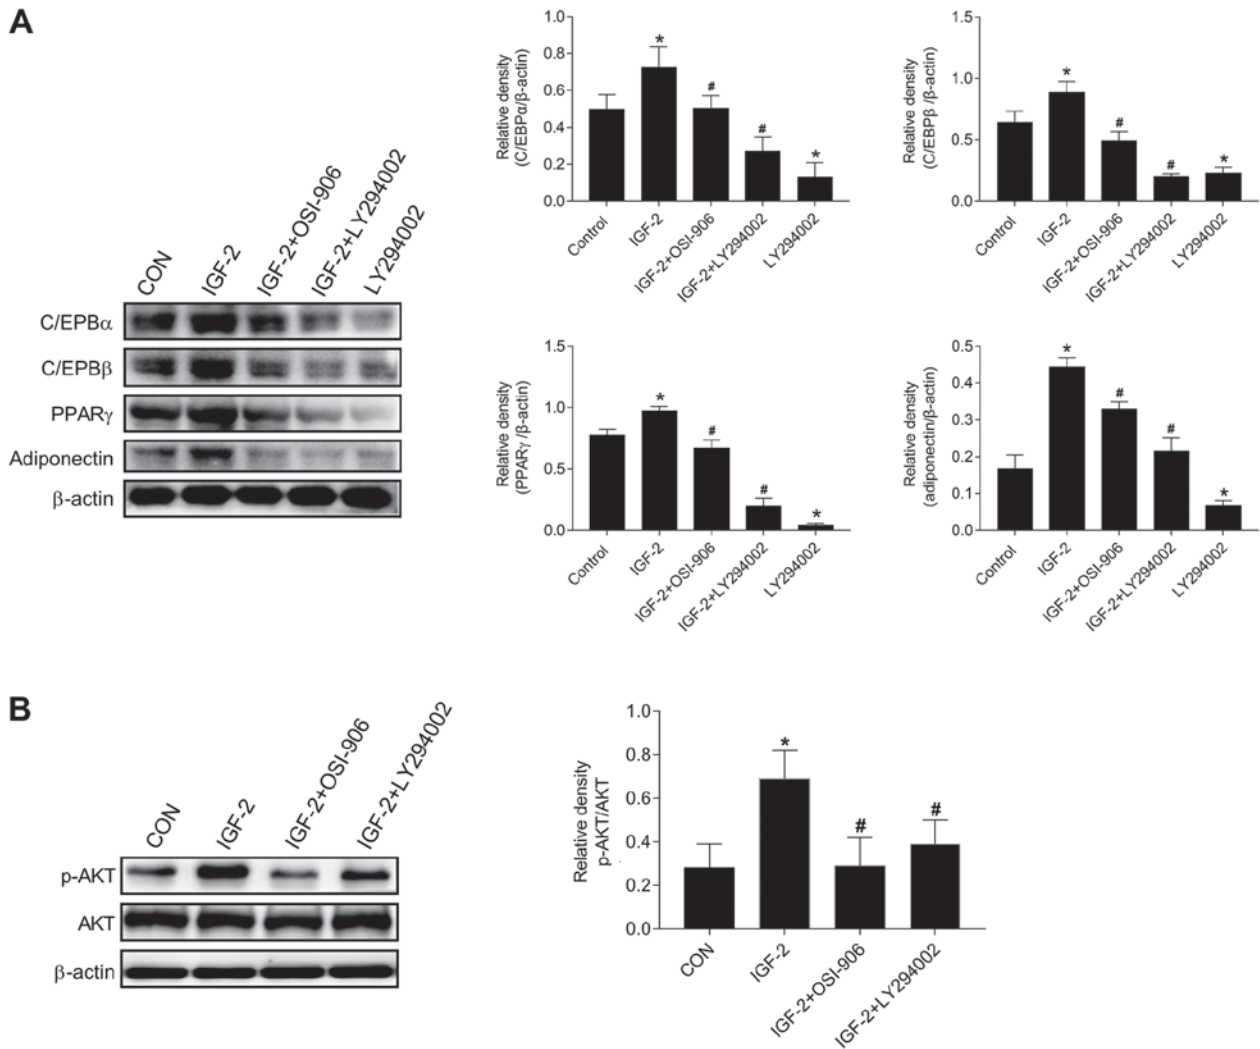 A
CON
IGF-2
IGF-2+OSI-906
IGF-2+LY294002
LY294002
C/EPBα
C/EPBβ
PPARγ
Adiponectin
β-actin
Relative density
(C/EBPα/β-actin)
1.0
0.8
0.6
0.4
0.2
0.0
*
#
#
*
Control
IGF-2
IGF-2+OSI-906
IGF-2+LY294002
LY294002
Relative density
(C/EBPβ /β-actin)
1.5
1.0
0.5
0.0
*
#
#
*
Control
IGF-2
IGF-2+OSI-906
IGF-2+LY294002
LY294002
Relative density
(PPARγ /β-actin)
1.5
1.0
0.5
0.0
*
#
#
*
Control
IGF-2
IGF-2+OSI-906
IGF-2+LY294002
LY294002
Relative density
(adiponectin/β-actin)
0.5
0.4
0.3
0.2
0.1
0.0
*
#
#
*
Control
IGF-2
IGF-2+OSI-906
IGF-2+LY294002
LY294002
B
CON
IGF-2
IGF-2+OSI-906
IGF-2+LY294002
p-AKT
AKT
β-actin
Relative density
p-AKT/AKT
1.0
0.8
0.6
0.4
0.2
0.0
*
#
#
CON
IGF-2
IGF-2+OSI-906
IGF-2+LY294002